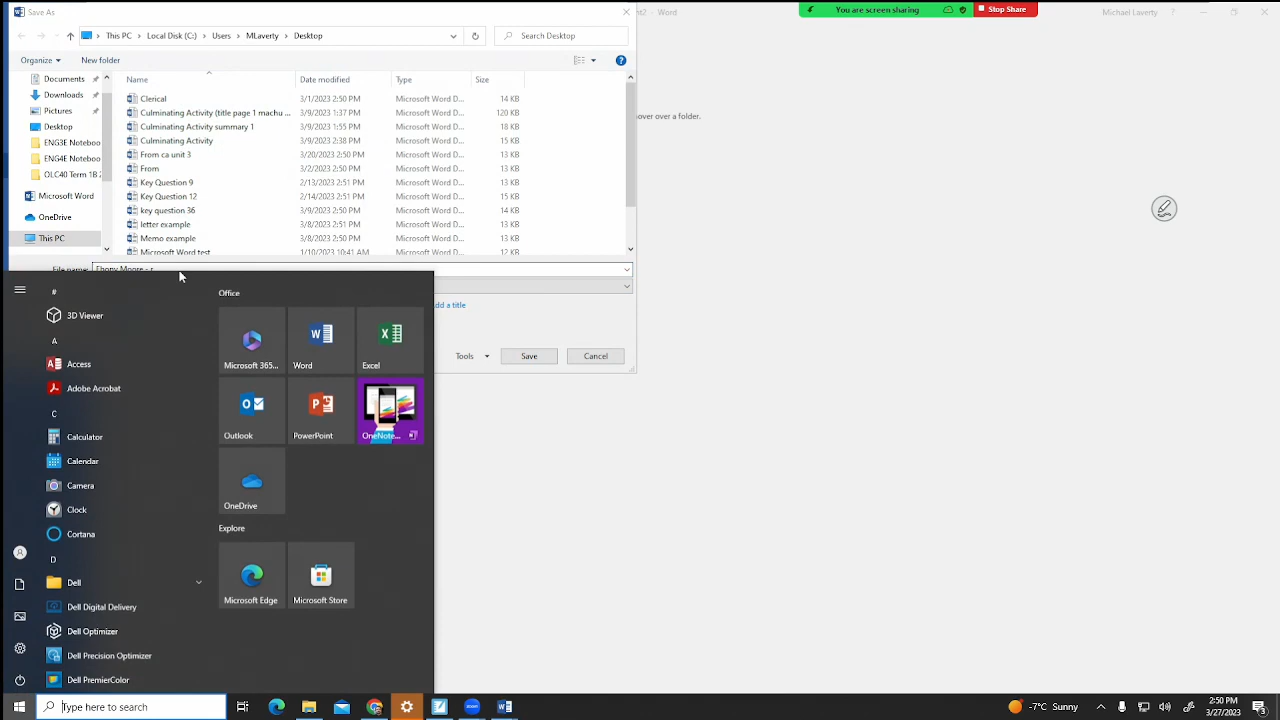 Save As
nt2 - Word
You are screen sharing
Stop Share
Michael Laverty
?
This PC > Local Disk (C:) > Users > MLaverty > Desktop
Search Desktop
Organize
New folder
Name
Date modified
Type
Size
Documents
Downloads
Pictures
Desktop
ENG3E Noteboo
ENG4E Noteboo
OLC40 Term 1B 2
Microsoft Word
OneDrive
This PC
Clerical 3/1/2023 2:50 PM Microsoft Word D... 14 KB
Culminating Activity (title page 1 machu ... 3/9/2023 1:37 PM Microsoft Word D... 120 KB
Culminating Activity summary 1 3/9/2023 1:55 PM Microsoft Word D... 18 KB
Culminating Activity 3/9/2023 2:38 PM Microsoft Word D... 15 KB
From ca unit 3 3/20/2023 2:50 PM Microsoft Word D... 13 KB
From 3/2/2023 2:50 PM Microsoft Word D... 13 KB
Key Question 9 2/13/2023 2:51 PM Microsoft Word D... 13 KB
Key Question 12 2/14/2023 2:51 PM Microsoft Word D... 15 KB
key question 36 3/9/2023 2:50 PM Microsoft Word D... 14 KB
letter example 3/8/2023 2:51 PM Microsoft Word D... 13 KB
Memo example 3/8/2023 2:50 PM Microsoft Word D... 13 KB
Microsoft Word test 1/10/2023 10:41 AM Microsoft Word D... 12 KB
hover over a folder.
File name: Ebony Moore - r
dd a title
Tools
Save
Cancel
#
3D Viewer
A
Access
Adobe Acrobat
C
Calculator
Calendar
Camera
Clock
Cortana
D
Dell
Dell Digital Delivery
Dell Optimizer
Dell Precision Optimizer
Dell PremierColor
Office
Microsoft 365...
Word
Excel
Outlook
PowerPoint
OneNote...
OneDrive
Explore
Microsoft Edge
Microsoft Store
Type here to search
-7°C Sunny
2:50 PM
3/27/2023
3